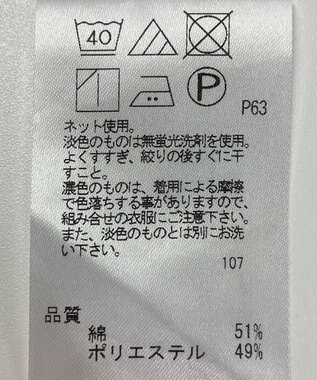 40
P
P63
ネット使用。
淡色のものは無蛍光洗剤を使用。
よくすすぎ、絞りの後すぐに干
すこと。
濃色のものは、着用による摩擦
で色落ちする事がありますので、
組み合せの衣服にご注意下さい。
また、淡色のものとは別にお洗
い下さい。
107
品質
綿 51%
ポリエステル 49%